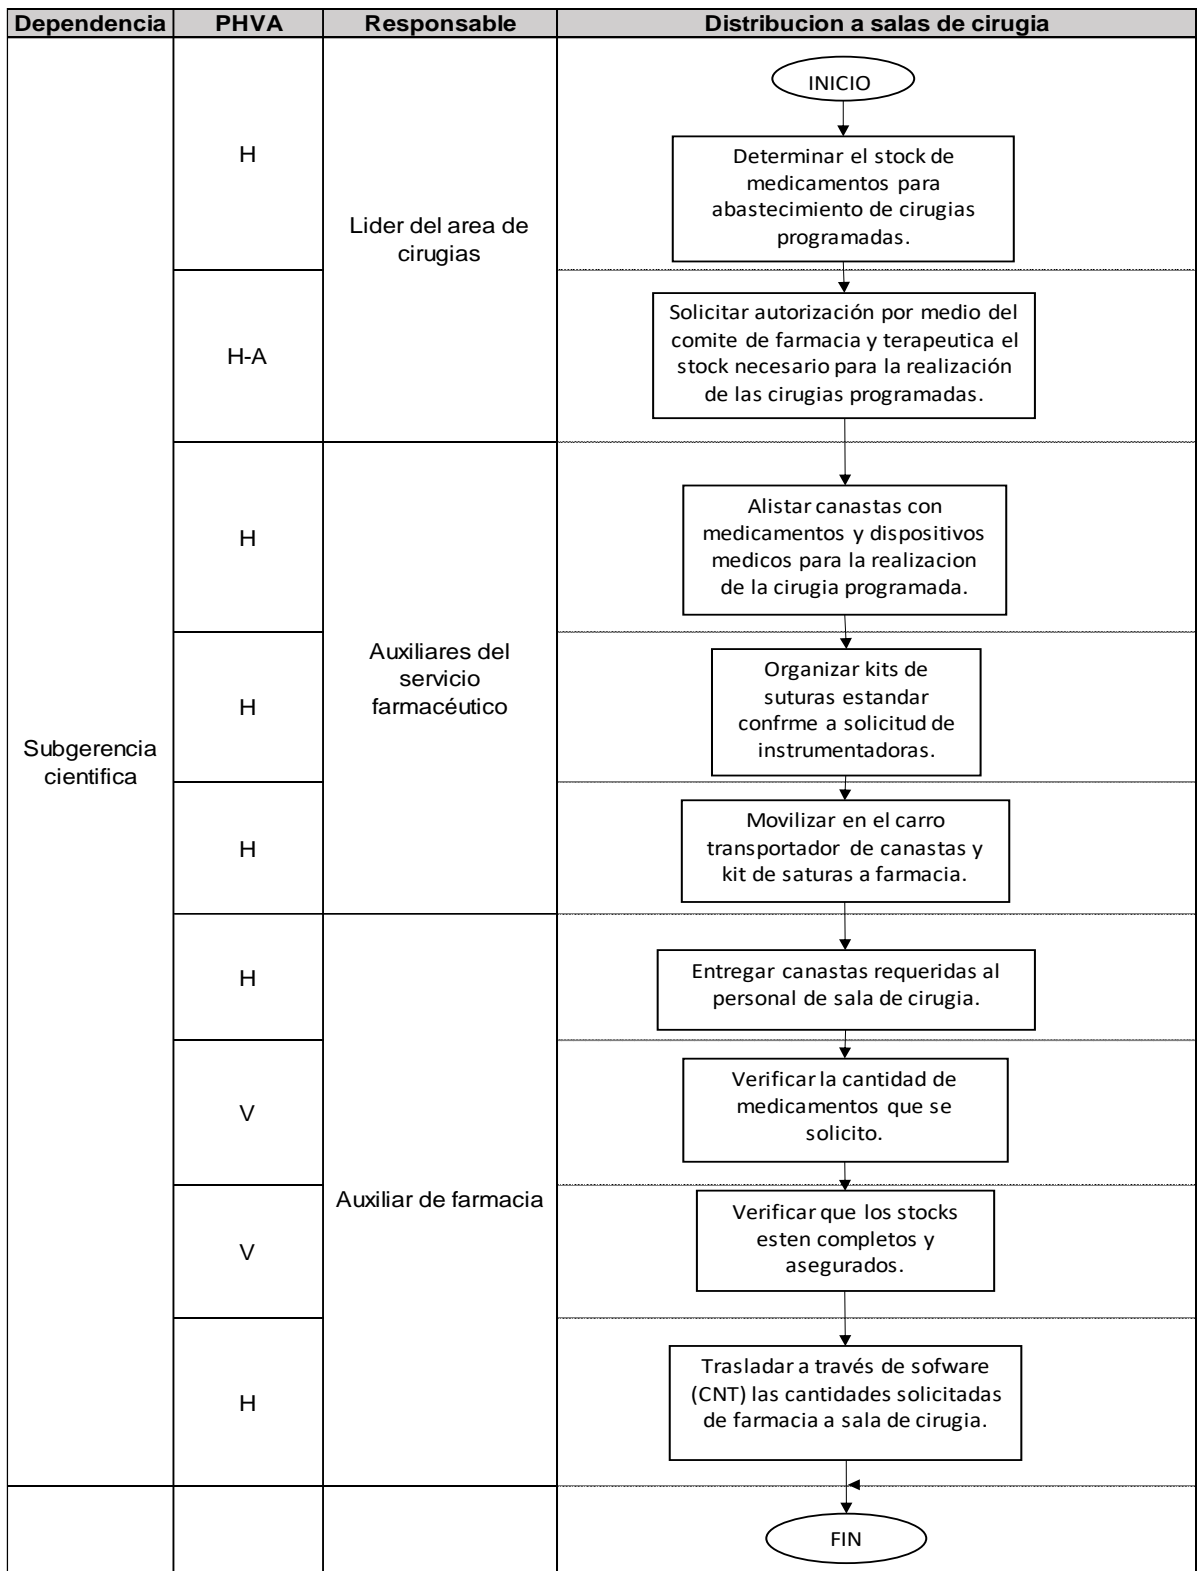 Dependencia PHVA Responsable Distribucion a salas de cirugia
INICIO
H
Determinar el stock de
medicamentos para
abastecimiento de cirugias
programadas.
Lider del area de
cirugias
H-A
Solicitar autorización por medio del
comite de farmacia y terapeutica el
stock necesario para la realización
de las cirugias programadas.
H
Alistar canastas con
medicamentos y dispositivos
medicos para la realizacion
de la cirugia programada.
Auxiliares del
servicio
farmacéutico
H
Organizar kits de
suturas estandar
confrme a solicitud de
instrumentadoras.
Subgerencia
cientifica
H
Movilizar en el carro
transportador de canastas y
kit de saturas a farmacia.
H
Entregar canastas requeridas al
personal de sala de cirugia.
V
Verificar la cantidad de
medicamentos que se
solicito.
Auxiliar de farmacia
V
Verificar que los stocks
esten completos y
asegurados.
H
Trasladar a través de sofware
(CNT) las cantidades solicitadas
de farmacia a sala de cirugia.
FIN